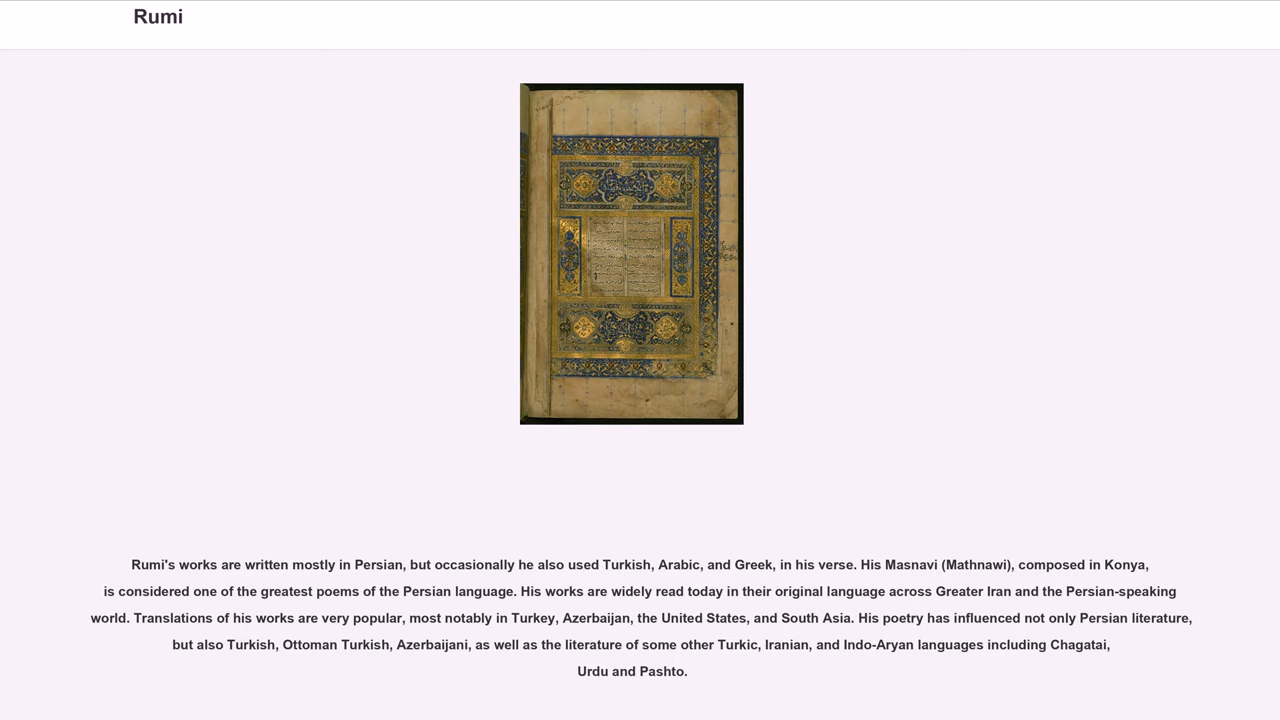 Rumi
Rumi's works are written mostly in Persian, but occasionally he also used Turkish, Arabic, and Greek, in his verse. His Masnavi (Mathnawi), composed in Konya,
is considered one of the greatest poems of the Persian language. His works are widely read today in their original language across Greater Iran and the Persian-speaking
world. Translations of his works are very popular, most notably in Turkey, Azerbaijan, the United States, and South Asia. His poetry has influenced not only Persian literature,
but also Turkish, Ottoman Turkish, Azerbaijani, as well as the literature of some other Turkic, Iranian, and Indo-Aryan languages including Chagatai,
Urdu and Pashto.